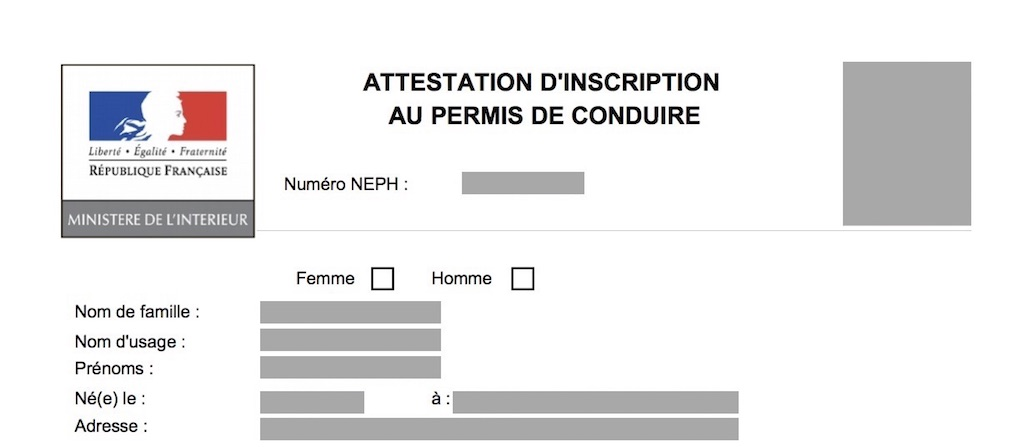 ATTESTATION D'INSCRIPTION
AU PERMIS DE CONDUIRE
Liberté • Égalité • Fraternité
RÉPUBLIQUE FRANÇAISE
MINISTERE DE L'INTERIEUR
Numéro NEPH :
Femme Homme
Nom de famille :
Nom d'usage :
Prénoms :
Né(e) le : à :
Adresse :